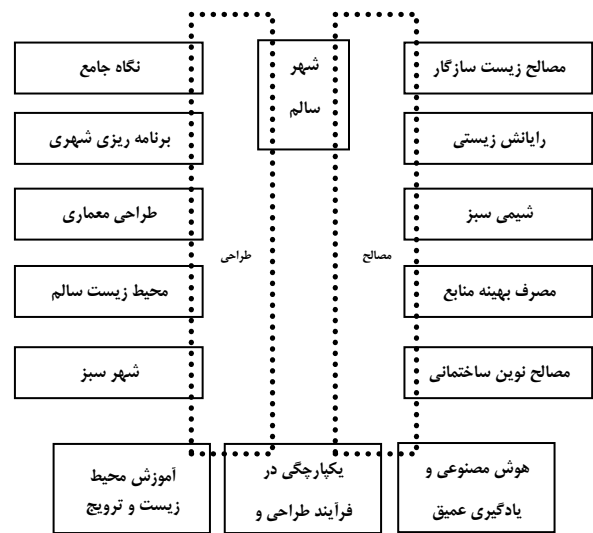 شهر
سالم
مصالح زیست سازگار
رایانش زیستی
شیمی سبز
مصرف بهینه منابع
مصالح نوین ساختمانی
مصالح
طراحی
نگاه جامع
برنامه ریزی شهری
طراحی معماری
محیط زیست سالم
شهر سبز
هوش مصنوعی و
یادگیری عمیق
یکپارچگی در
فرآیند طراحی و
آموزش محیط
زیست و ترویج